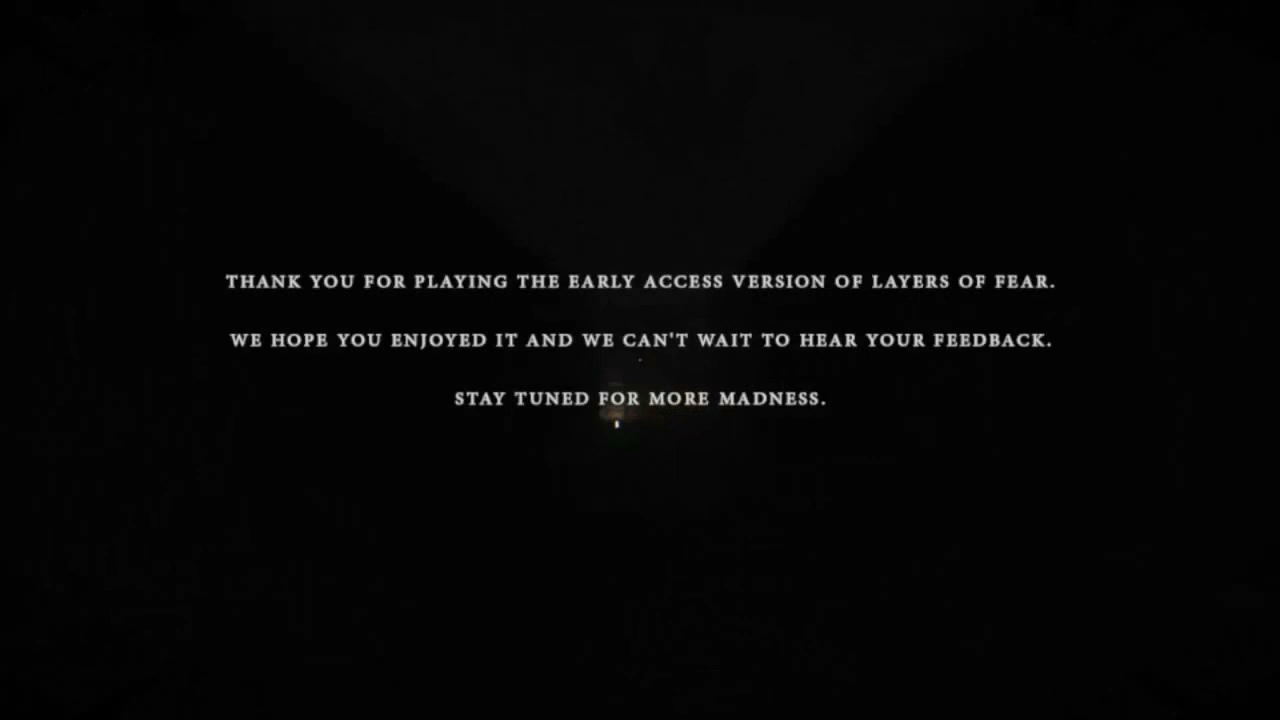 THANK YOU FOR PLAYING THE EARLY ACCESS VERSION OF LAYERS OF FEAR.
WE HOPE YOU ENJOYED IT AND WE CAN'T WAIT TO HEAR YOUR FEEDBACK.
STAY TUNED FOR MORE MADNESS.